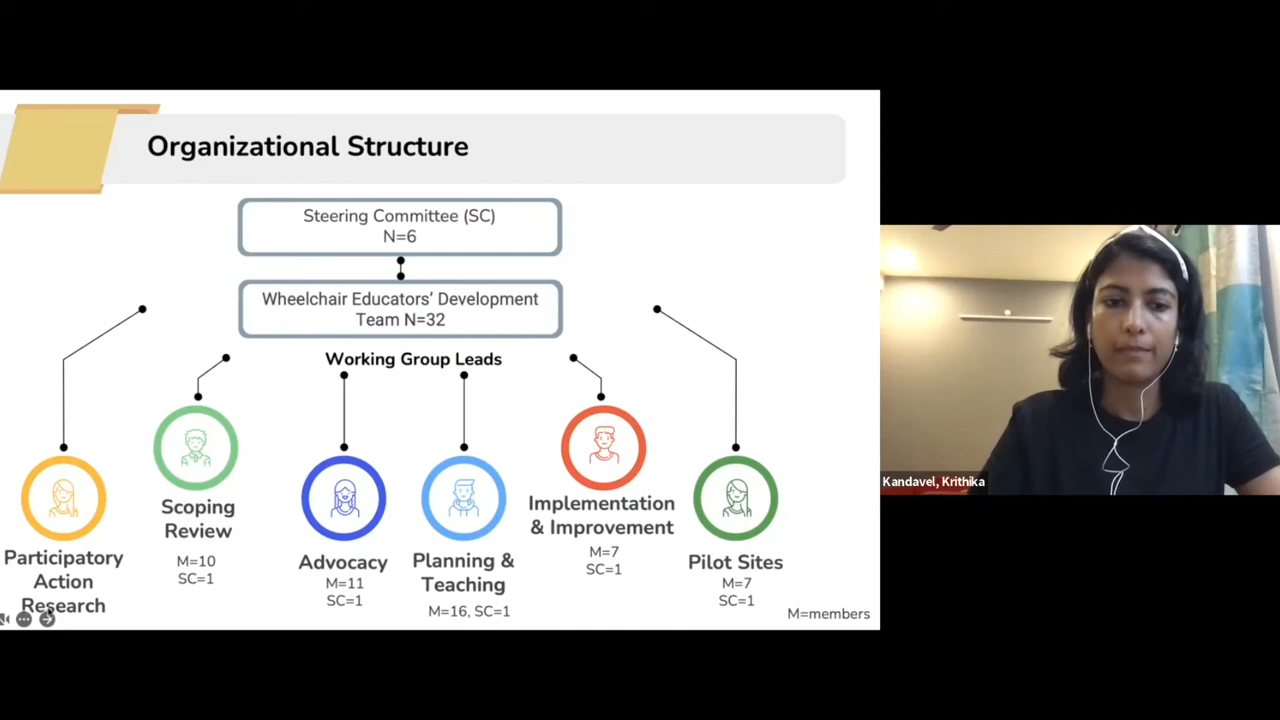 Organizational Structure
Steering Committee (SC)
N=6
Wheelchair Educators’ Development
Team N=32
Working Group Leads
Participatory
Action
Research
Scoping
Review
M=10
SC=1
Advocacy
M=11
SC=1
Planning &
Teaching
M=16, SC=1
Implementation
& Improvement
M=7
SC=1
Pilot Sites
M=7
SC=1
M=members
Kandavel, Krithika